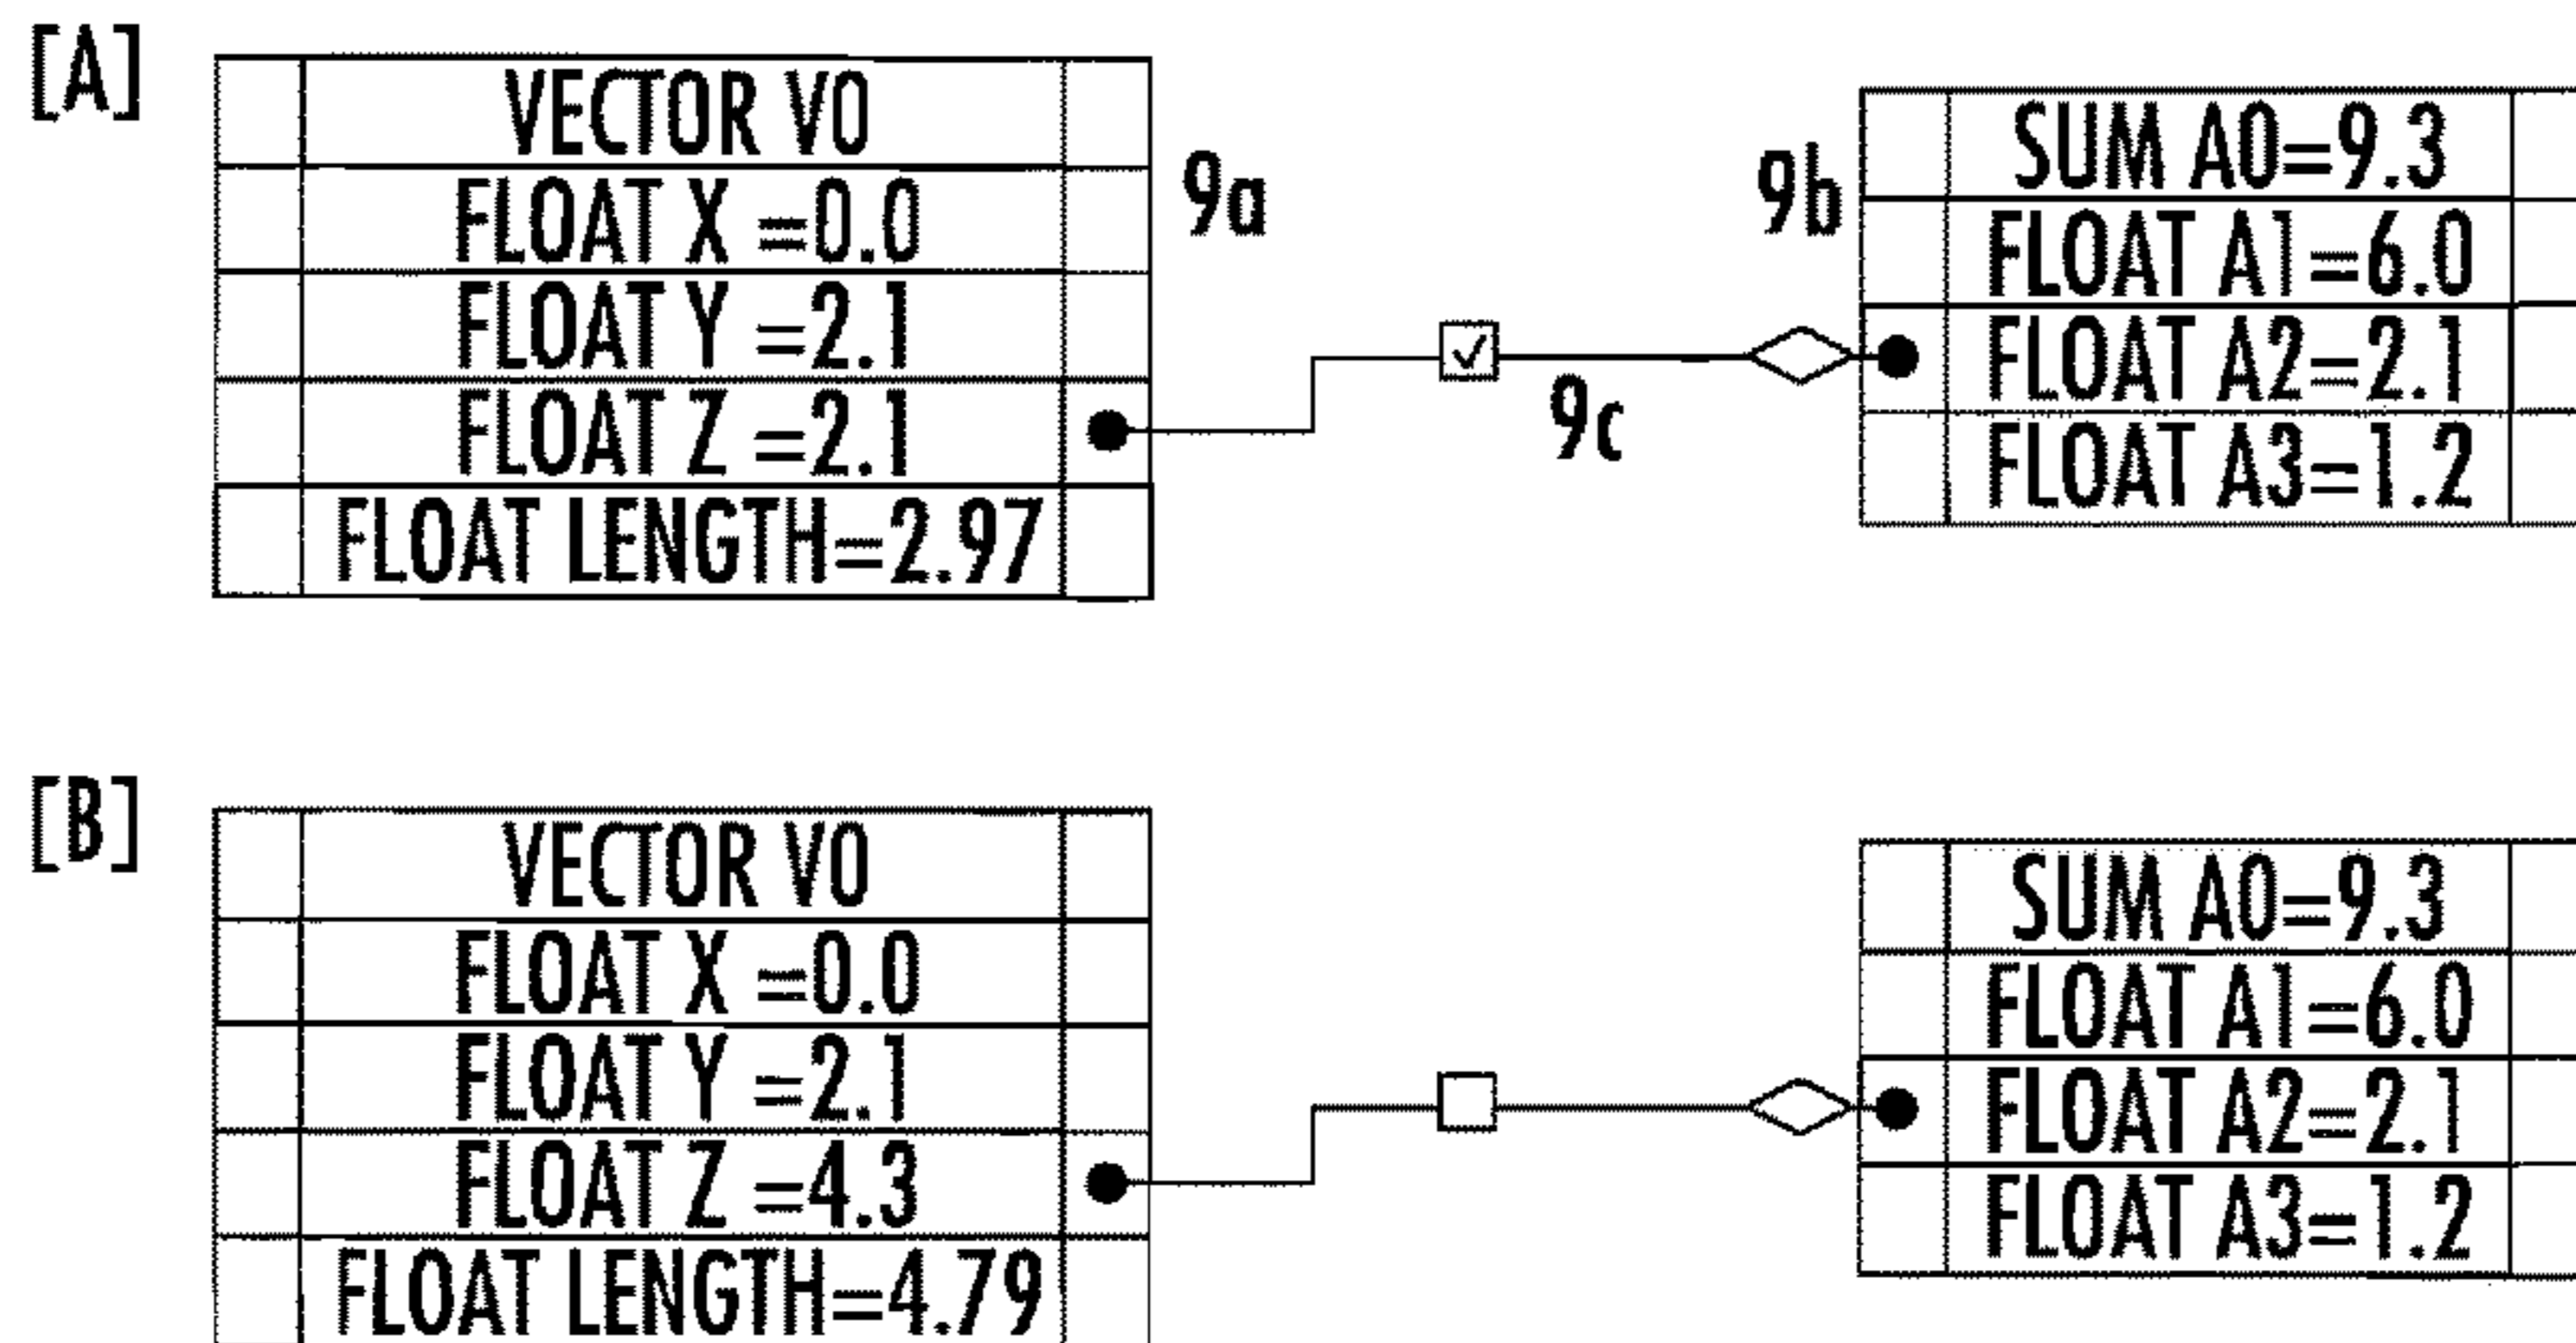 [A]
VECTOR V0
FLOAT X =0.0
FLOAT Y =2.1
FLOAT Z =2.1
FLOAT LENGTH=2.97
9a
9b
9c
SUM A0=9.3
FLOAT A1=6.0
FLOAT A2=2.1
FLOAT A3=1.2
[B]
VECTOR V0
FLOAT X =0.0
FLOAT Y =2.1
FLOAT Z =4.3
FLOAT LENGTH=4.79
SUM A0=9.3
FLOAT A1=6.0
FLOAT A2=2.1
FLOAT A3=1.2